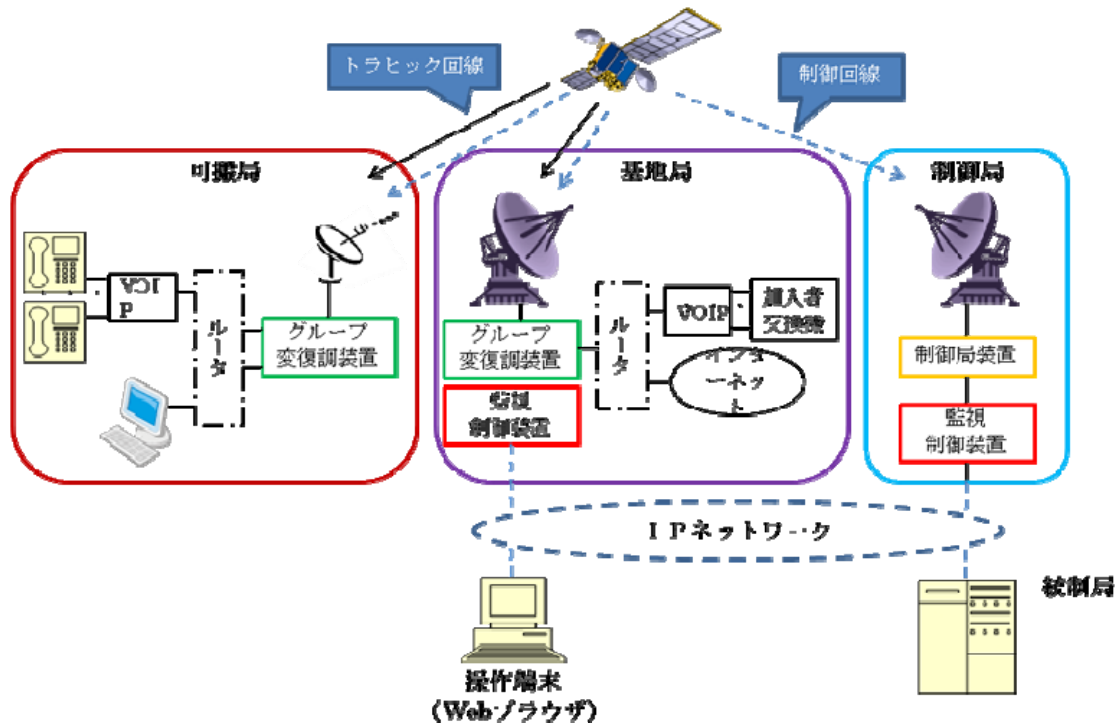 トラヒック回線
制御回線
可搬局
基地局
制御局
ルータ
グループ
変復調装置
グループ
変復調装置
監視
制御装置
ルータ
VOIP
加入者
交換機
インタ
ーネッ
ト
制御局装置
監視
制御装置
IPネットワーク
統制局
操作端末
(Webブラウザ)